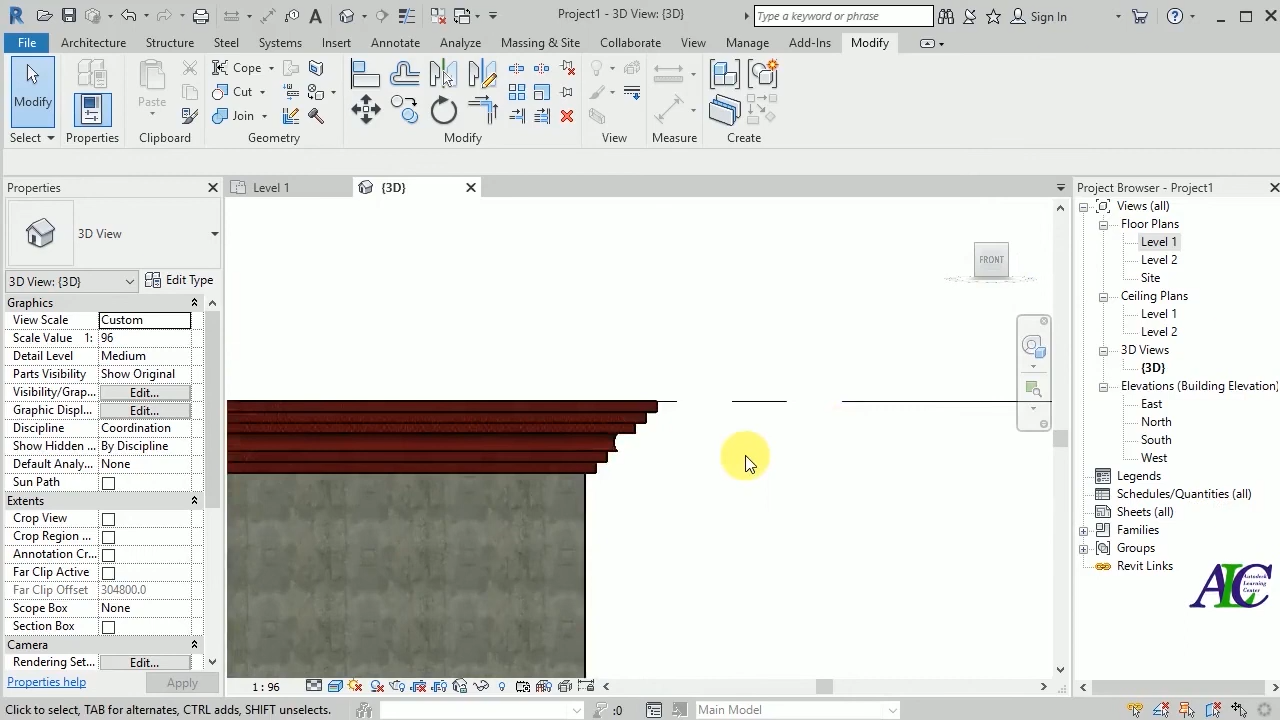 Project1 - 3D View: {3D}
Type a keyword or phrase
Sign In
File
Architecture
Structure
Steel
Systems
Insert
Annotate
Analyze
Massing & Site
Collaborate
View
Manage
Add-Ins
Modify
Modify
Paste
Cope
Cut
Join
Select
Properties
Clipboard
Geometry
Modify
View
Measure
Create
Properties
Level 1
{3D}
Project Browser - Project1
3D View
3D View: {3D}
Edit Type
Graphics
View Scale Custom
Scale Value 1: 96
Detail Level Medium
Parts Visibility Show Original
Visibility/Grap... Edit...
Graphic Displ... Edit...
Discipline Coordination
Show Hidden ... By Discipline
Default Analy... None
Sun Path
Extents
Crop View
Crop Region ...
Annotation Cr...
Far Clip Active
Far Clip Offset 304800.0
Scope Box None
Section Box
Camera
Rendering Set... Edit...
Properties help
Apply
FRONT
Views (all)
Floor Plans
Level 1
Level 2
Site
Ceiling Plans
Level 1
Level 2
3D Views
{3D}
Elevations (Building Elevation)
East
North
South
West
Legends
Schedules/Quantities (all)
Sheets (all)
Families
Groups
Revit Links
ALC
Autodesk
Learning
Center
1 : 96
Click to select, TAB for alternates, CTRL adds, SHIFT unselects.
:0
Main Model